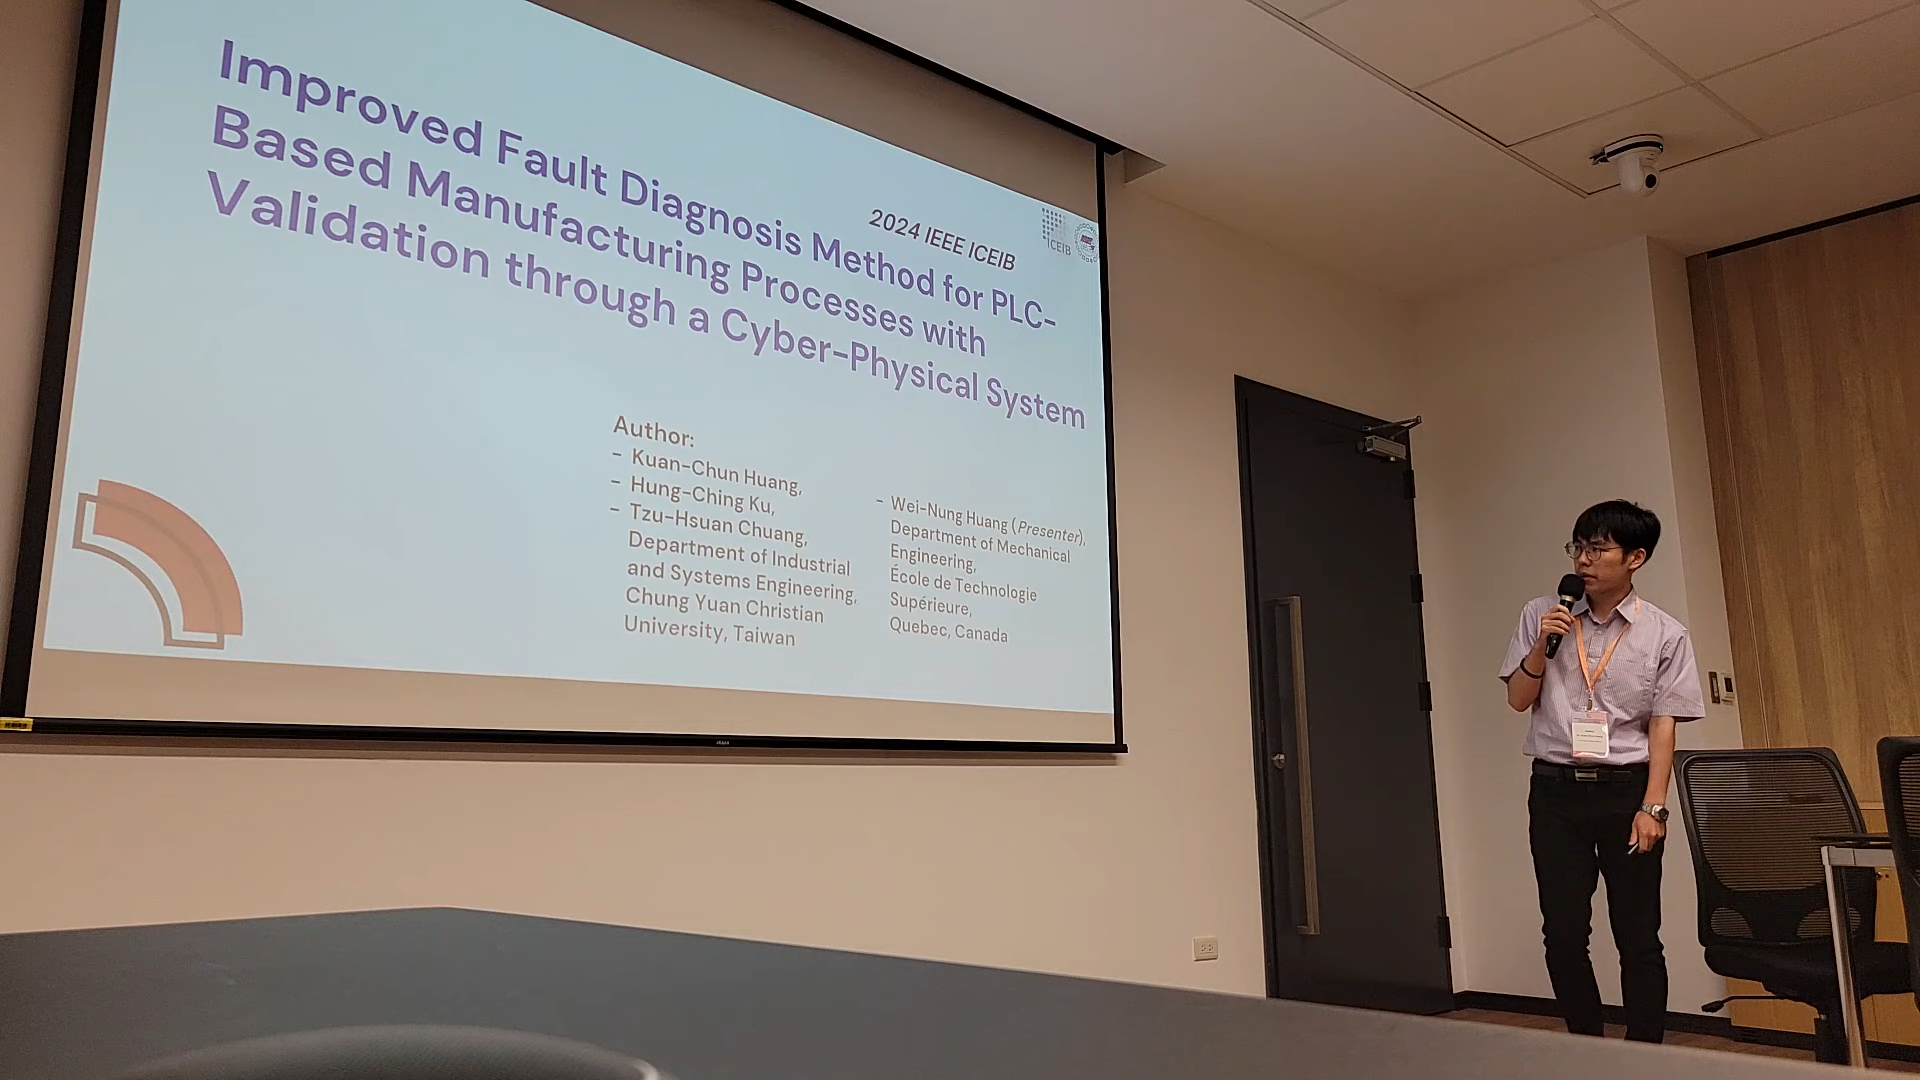 Improved Fault Diagnosis Method for PLC-
Based Manufacturing Processes with
Validation through a Cyber-Physical System
2024 IEEE ICEIB
ICEIB
Author:
- Kuan-Chun Huang,
- Hung-Ching Ku,
- Tzu-Hsuan Chuang,
Department of Industrial
and Systems Engineering,
Chung Yuan Christian
University, Taiwan
- Wei-Nung Huang (Presenter),
Department of Mechanical
Engineering,
École de Technologie
Supérieure,
Quebec, Canada